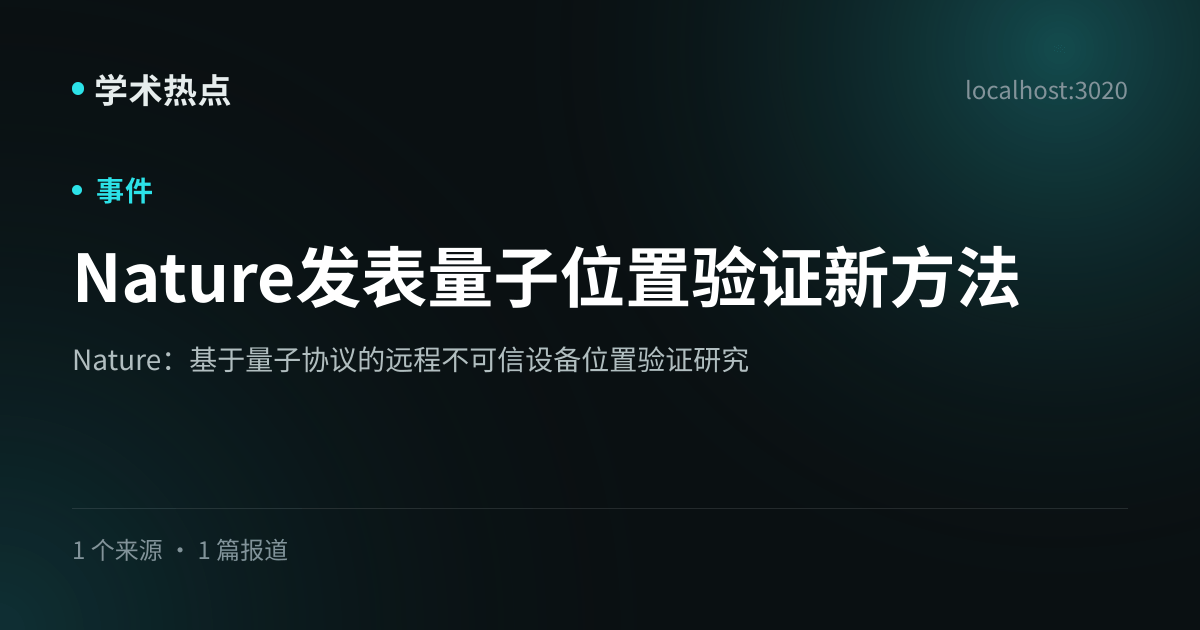 学术热点
localhost:3020
事件
Nature发表量子位置验证新方法
Nature：基于量子协议的远程不可信设备位置验证研究
1 个来源 · 1 篇报道